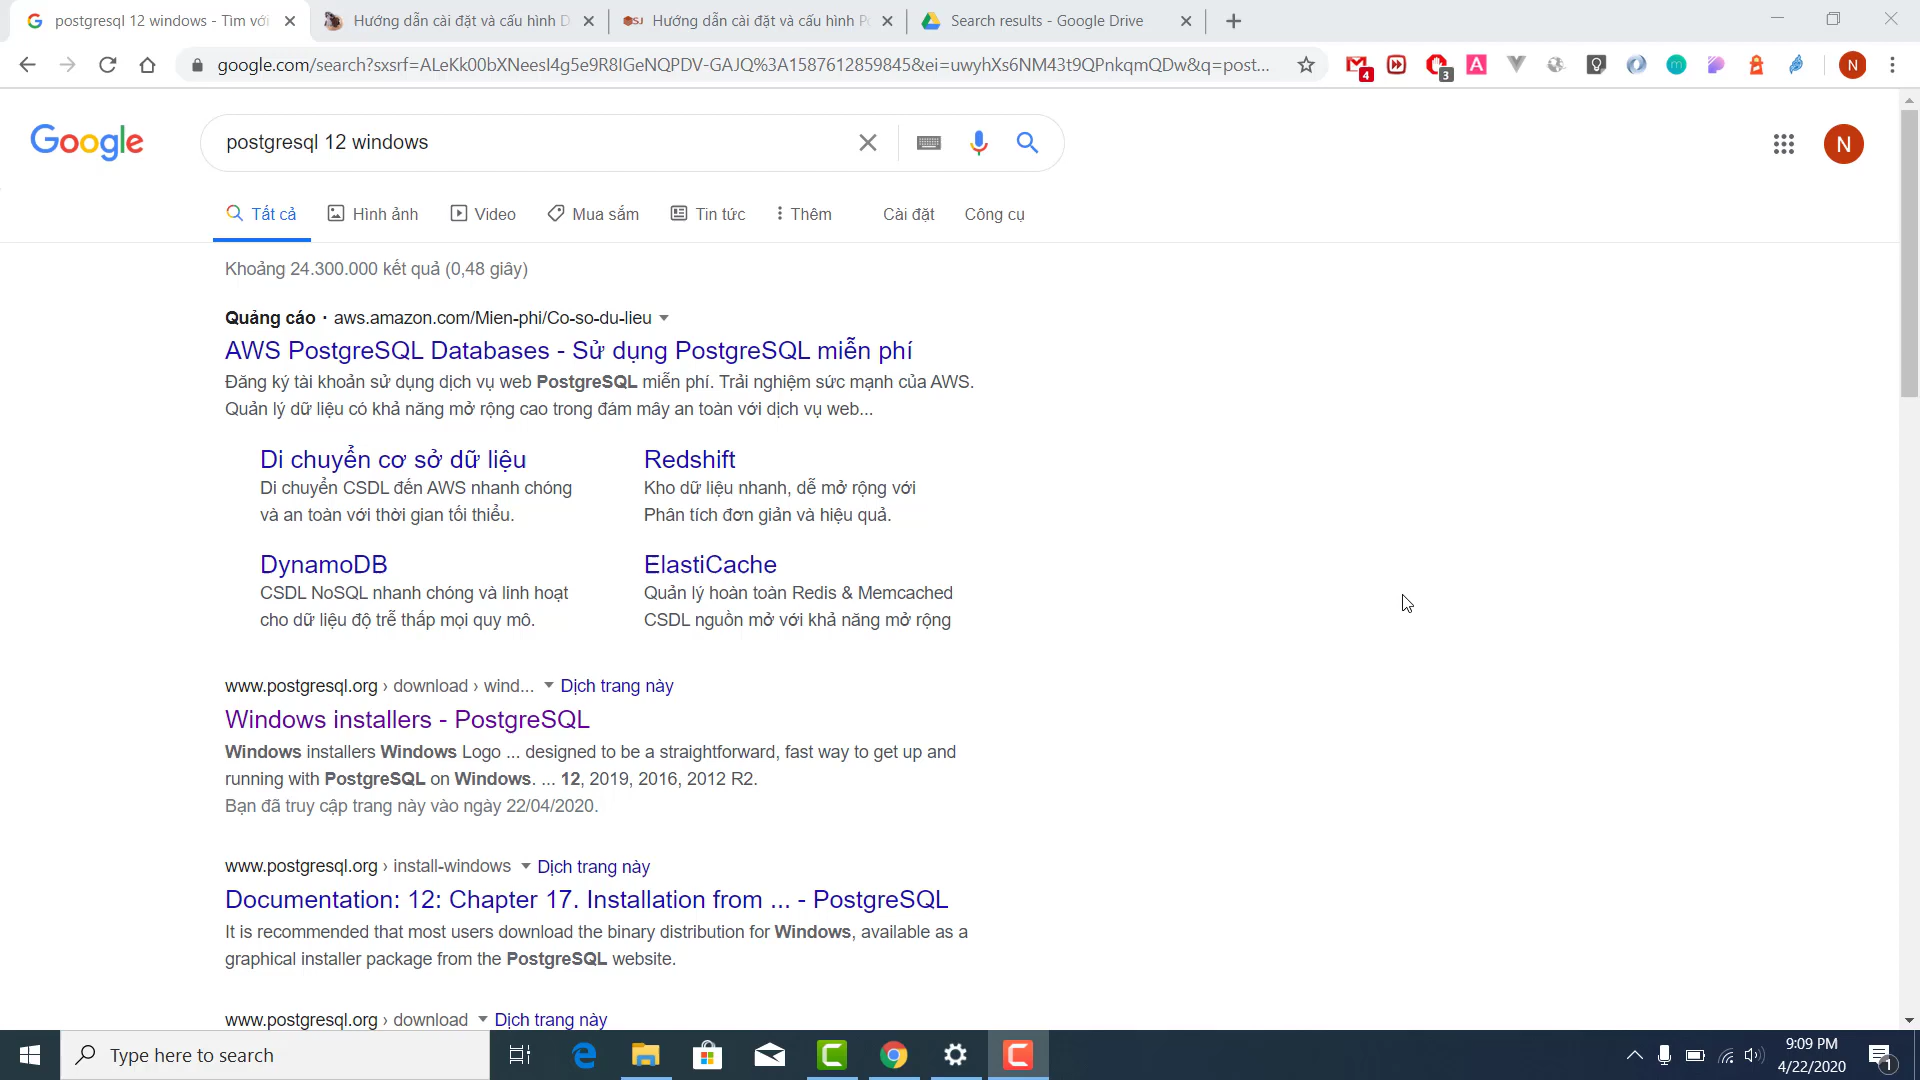 postgresql 12 windows - Tìm với
Hướng dẫn cài đặt và cấu hình D
Hướng dẫn cài đặt và cấu hình Po
Search results - Google Drive
google.com/search?sxsrf=ALeKk00bXNeesI4g5e9R8IGeNQPDV-GAJQ%3A1587612859845&ei=uwyhXs6NM43t9QPnkqmQDw&q=post...
4
3
A
m
N
Google
postgresql 12 windows
N
Tất cả
Hình ảnh
Video
Mua sắm
Tin tức
Thêm
Cài đặt
Công cụ
Khoảng 24.300.000 kết quả (0,48 giây)
Quảng cáo · aws.amazon.com/Mien-phi/Co-so-du-lieu
AWS PostgreSQL Databases - Sử dụng PostgreSQL miễn phí
Đăng ký tài khoản sử dụng dịch vụ web PostgreSQL miễn phí. Trải nghiệm sức mạnh của AWS.
Quản lý dữ liệu có khả năng mở rộng cao trong đám mây an toàn với dịch vụ web...
Di chuyển cơ sở dữ liệu
Di chuyển CSDL đến AWS nhanh chóng
và an toàn với thời gian tối thiểu.
Redshift
Kho dữ liệu nhanh, dễ mở rộng với
Phân tích đơn giản và hiệu quả.
DynamoDB
CSDL NoSQL nhanh chóng và linh hoạt
cho dữ liệu độ trễ thấp mọi quy mô.
ElastiCache
Quản lý hoàn toàn Redis & Memcached
CSDL nguồn mở với khả năng mở rộng
www.postgresql.org › download › wind... Dịch trang này
Windows installers - PostgreSQL
Windows installers Windows Logo ... designed to be a straightforward, fast way to get up and
running with PostgreSQL on Windows. ... 12, 2019, 2016, 2012 R2.
Bạn đã truy cập trang này vào ngày 22/04/2020.
www.postgresql.org › install-windows Dịch trang này
Documentation: 12: Chapter 17. Installation from ... - PostgreSQL
It is recommended that most users download the binary distribution for Windows, available as a
graphical installer package from the PostgreSQL website.
www.postgresql.org › download Dịch trang này
Type here to search
9:09 PM
4/22/2020
1